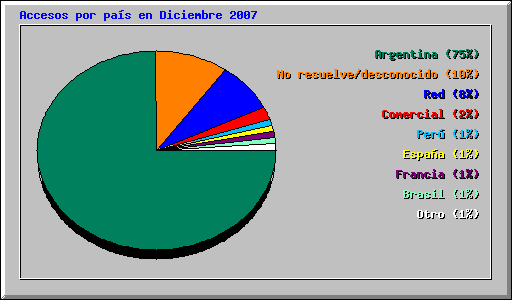 Accesos por país en Diciembre 2007
Argentina (75%)
No resuelve/desconocido (10%)
Red (8%)
Comercial (2%)
Perú (1%)
España (1%)
Francia (1%)
Brasil (1%)
Otro (1%)